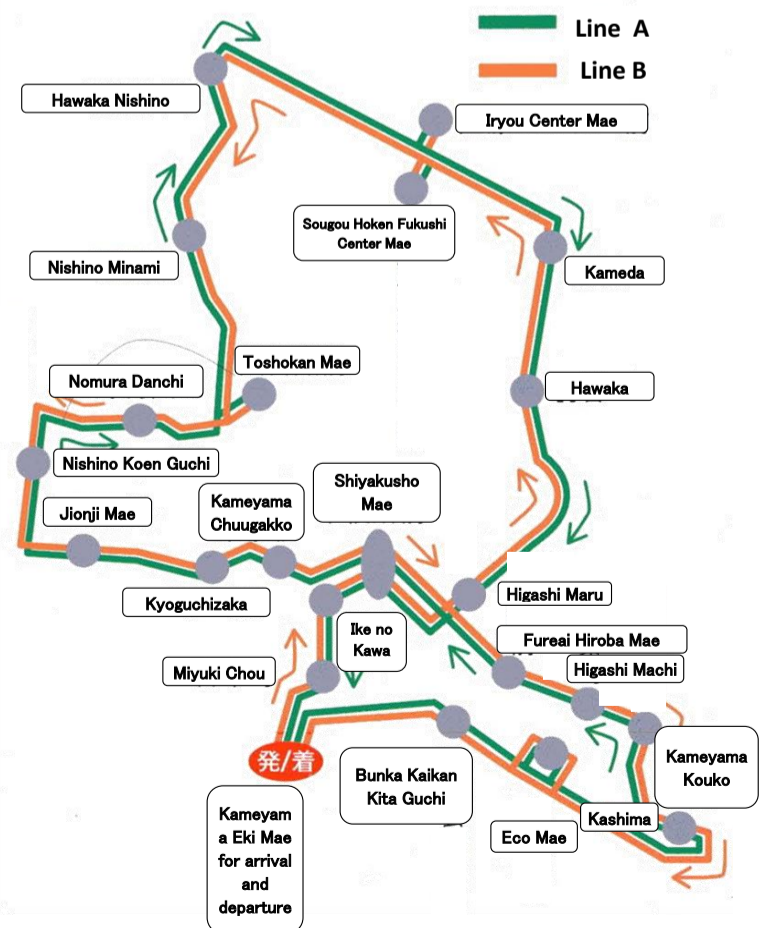 Line A
Line B
Hawaka Nishino
Iryou Center Mae
Sougou Hoken Fukushi
Center Mae
Nishino Minami
Kameda
Toshokan Mae
Nomura Danchi
Hawaka
Nishino Koen Guchi
Shiyakusho
Mae
Kameyama
Chuugakko
Jionji Mae
Kyoguchizaka
Higashi Maru
Ike no
Kawa
Fureai Hiroba Mae
Miyuki Chou
Higashi Machi
発/着
Bunka Kaikan
Kita Guchi
Kameyama
Kouko
Kameyam
a Eki Mae
for arrival
and
departure
Kashima
Eco Mae